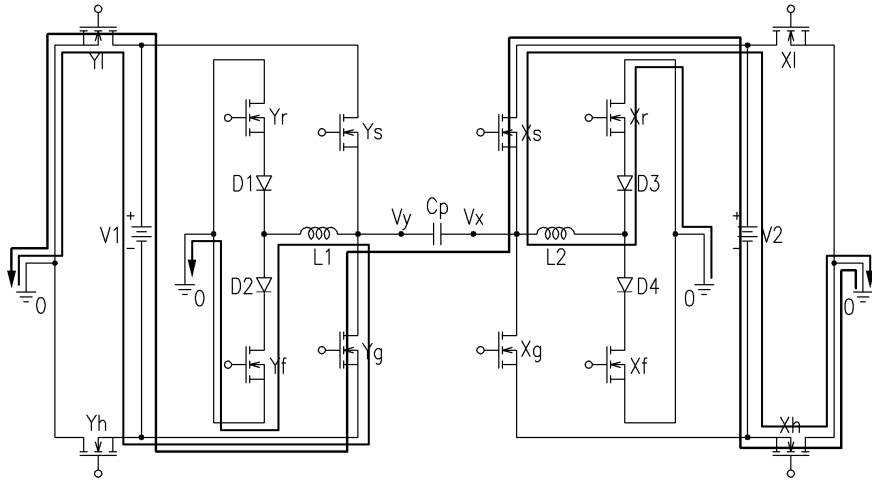 Yl
Xl
Yr
Ys
Xs
Xr
D1
D3
Vy
Cp
Vx
+
V1
-
L1
L2
+
V2
-
0
D2
0
D4
0
0
Yf
Yg
Xg
Xf
Yh
Xh